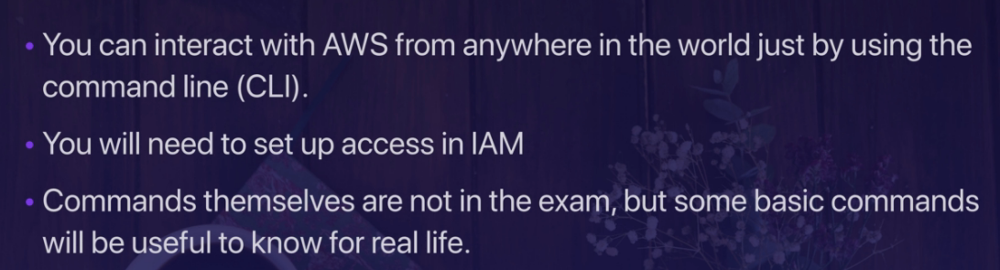 • You can interact with AWS from anywhere in the world just by using the
command line (CLI).
• You will need to set up access in IAM
• Commands themselves are not in the exam, but some basic commands
will be useful to know for real life.